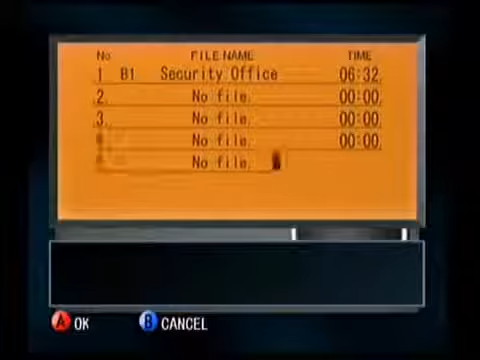 No FILE NAME TIME
1 B1 Security Office 06:32
2. No file. 00:00
3. No file. 00:00
No file. 00:00
No file.
A OK B CANCEL